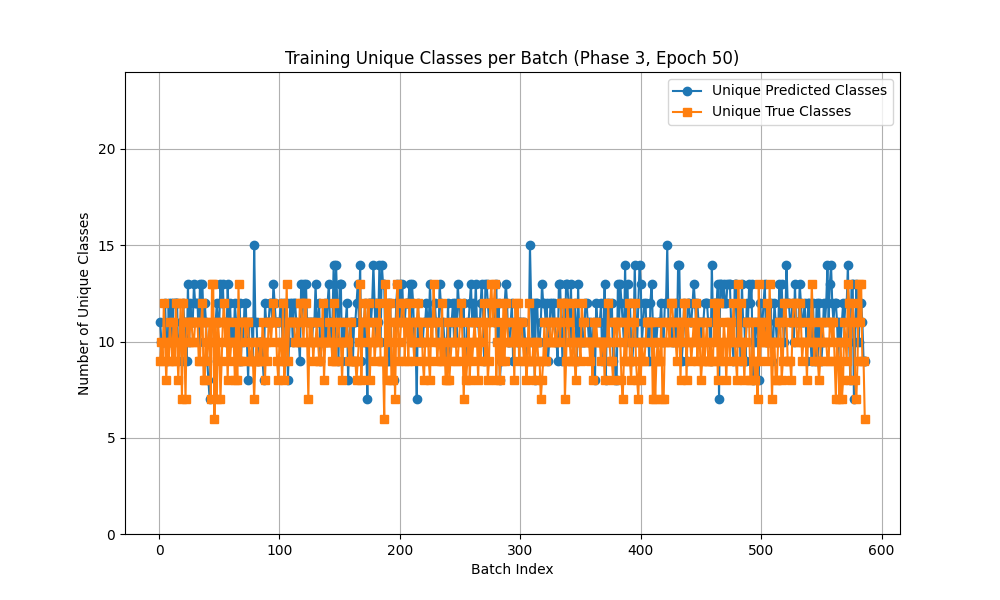 Training Unique Classes per Batch (Phase 3, Epoch 50)
Unique Predicted Classes
Unique True Classes
20
15
10
5
0
Number of Unique Classes
0 100 200 300 400 500 600
Batch Index